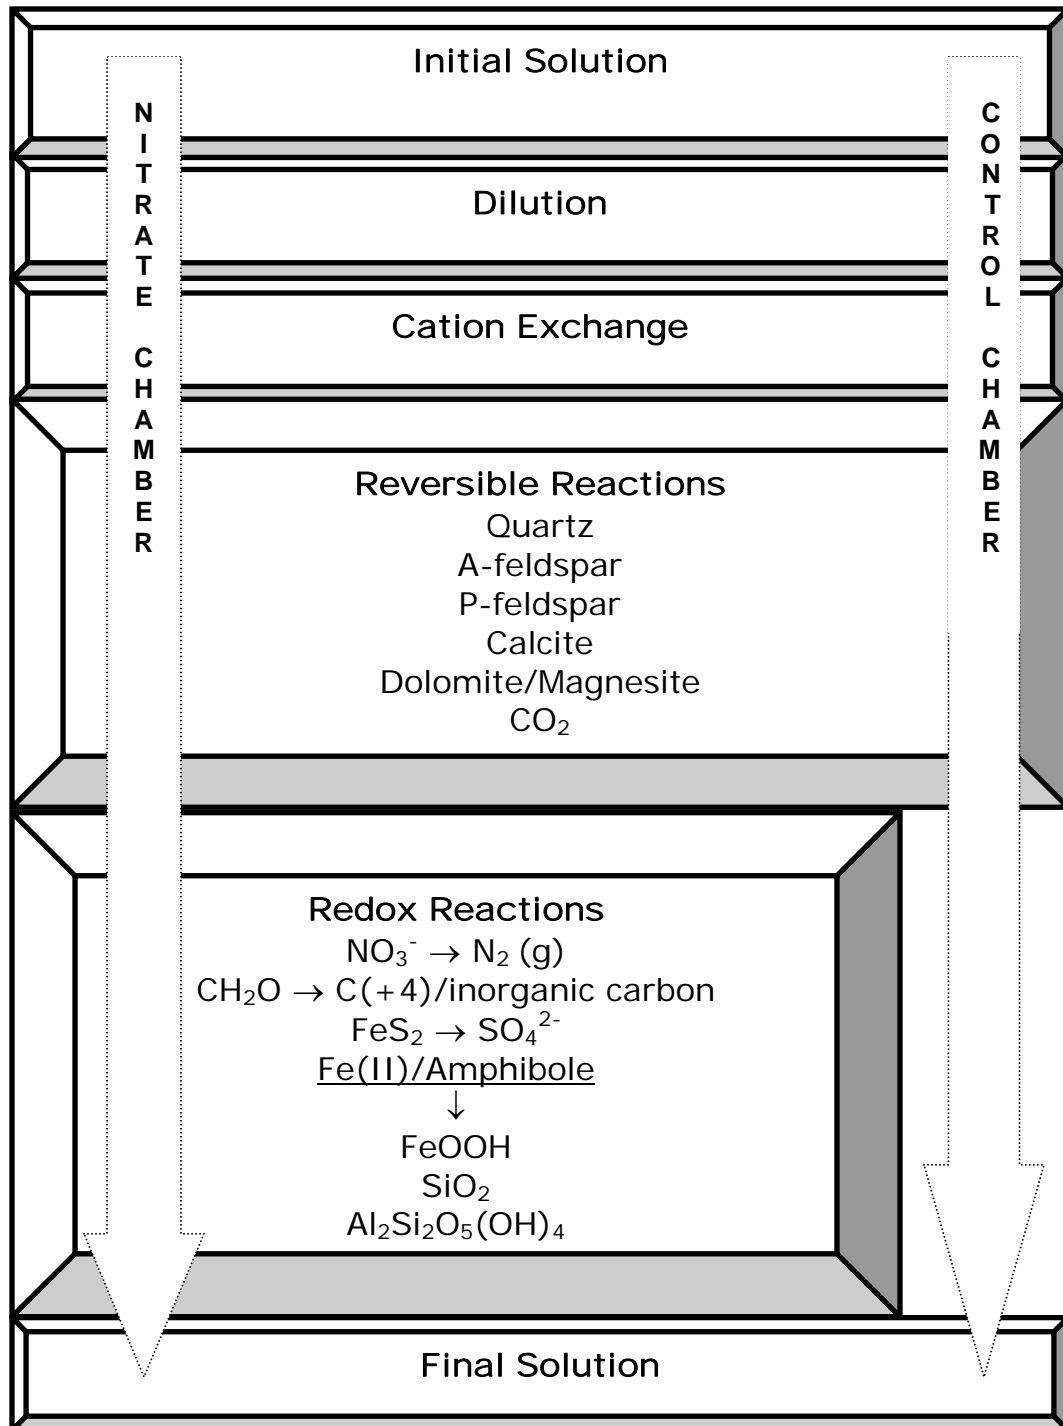 Initial Solution
NITRATE CHAMBER
CONTROL CHAMBER
Dilution
Cation Exchange
Reversible Reactions
Quartz
A-feldspar
P-feldspar
Calcite
Dolomite/Magnesite
CO₂
Redox Reactions
NO₃⁻ → N₂ (g)
CH₂O → C(+4)/inorganic carbon
FeS₂ → SO₄²⁻
Fe(II)/Amphibole
↓
FeOOH
SiO₂
Al₂Si₂O₅(OH)₄
Final Solution